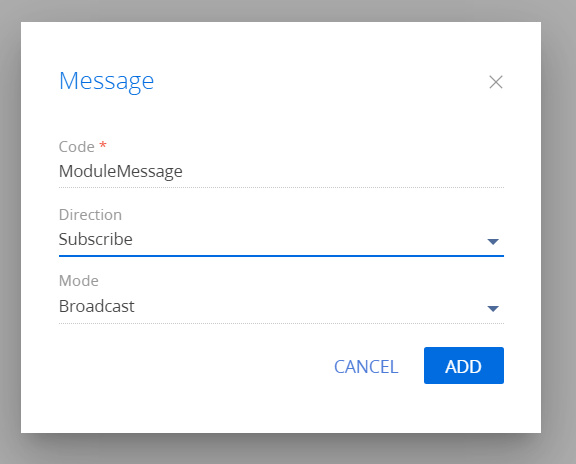 Message
Code *
ModuleMessage
Direction
Subscribe
Mode
Broadcast
CANCEL ADD